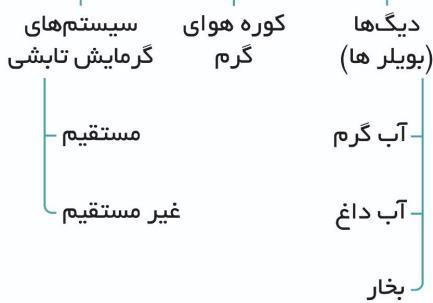 دیگ‌ها
(بویلر ها)
آب گرم
آب داغ
بخار
کوره هوای
گرم
سیستم‌های
گرمایش تابشی
مستقیم
غیر مستقیم